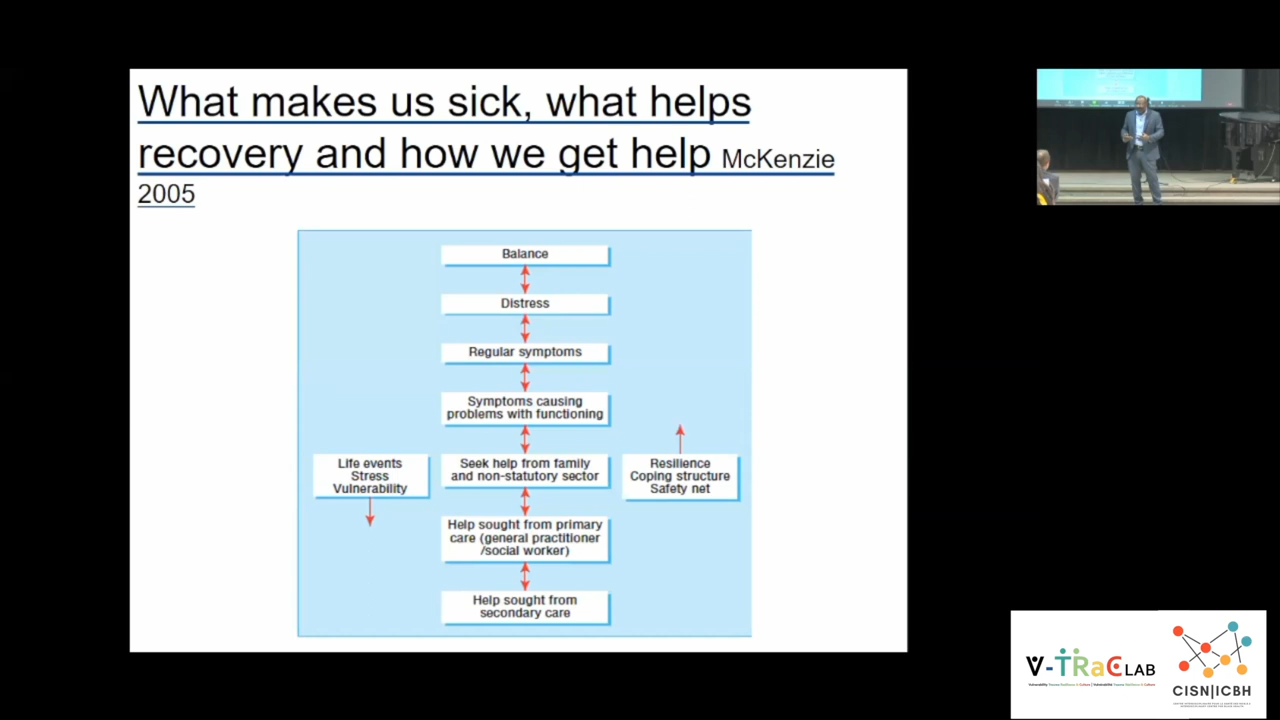 What makes us sick, what helps
recovery and how we get help McKenzie
2005
Balance
Distress
Regular symptoms
Symptoms causing
problems with functioning
Life events
Stress
Vulnerability
Seek help from family
and non-statutory sector
Resilience
Coping structure
Safety net
Help sought from primary
care (general practitioner
/social worker)
Help sought from
secondary care
V-TRaC LAB
CISN|ICBH